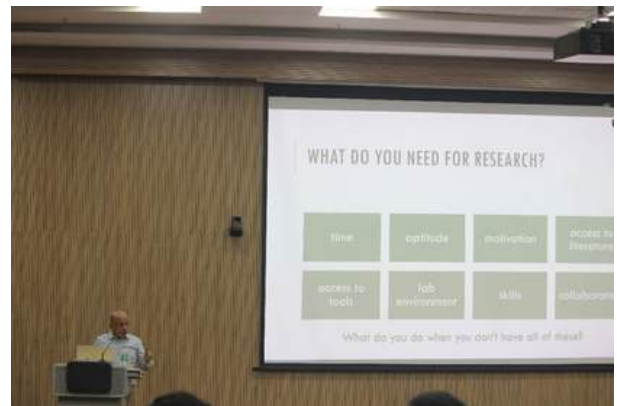 WHAT DO YOU NEED FOR RESEARCH?
time aptitude motivation access to literature
access to tools lab environment skills
What do you do when you don't have all of these?